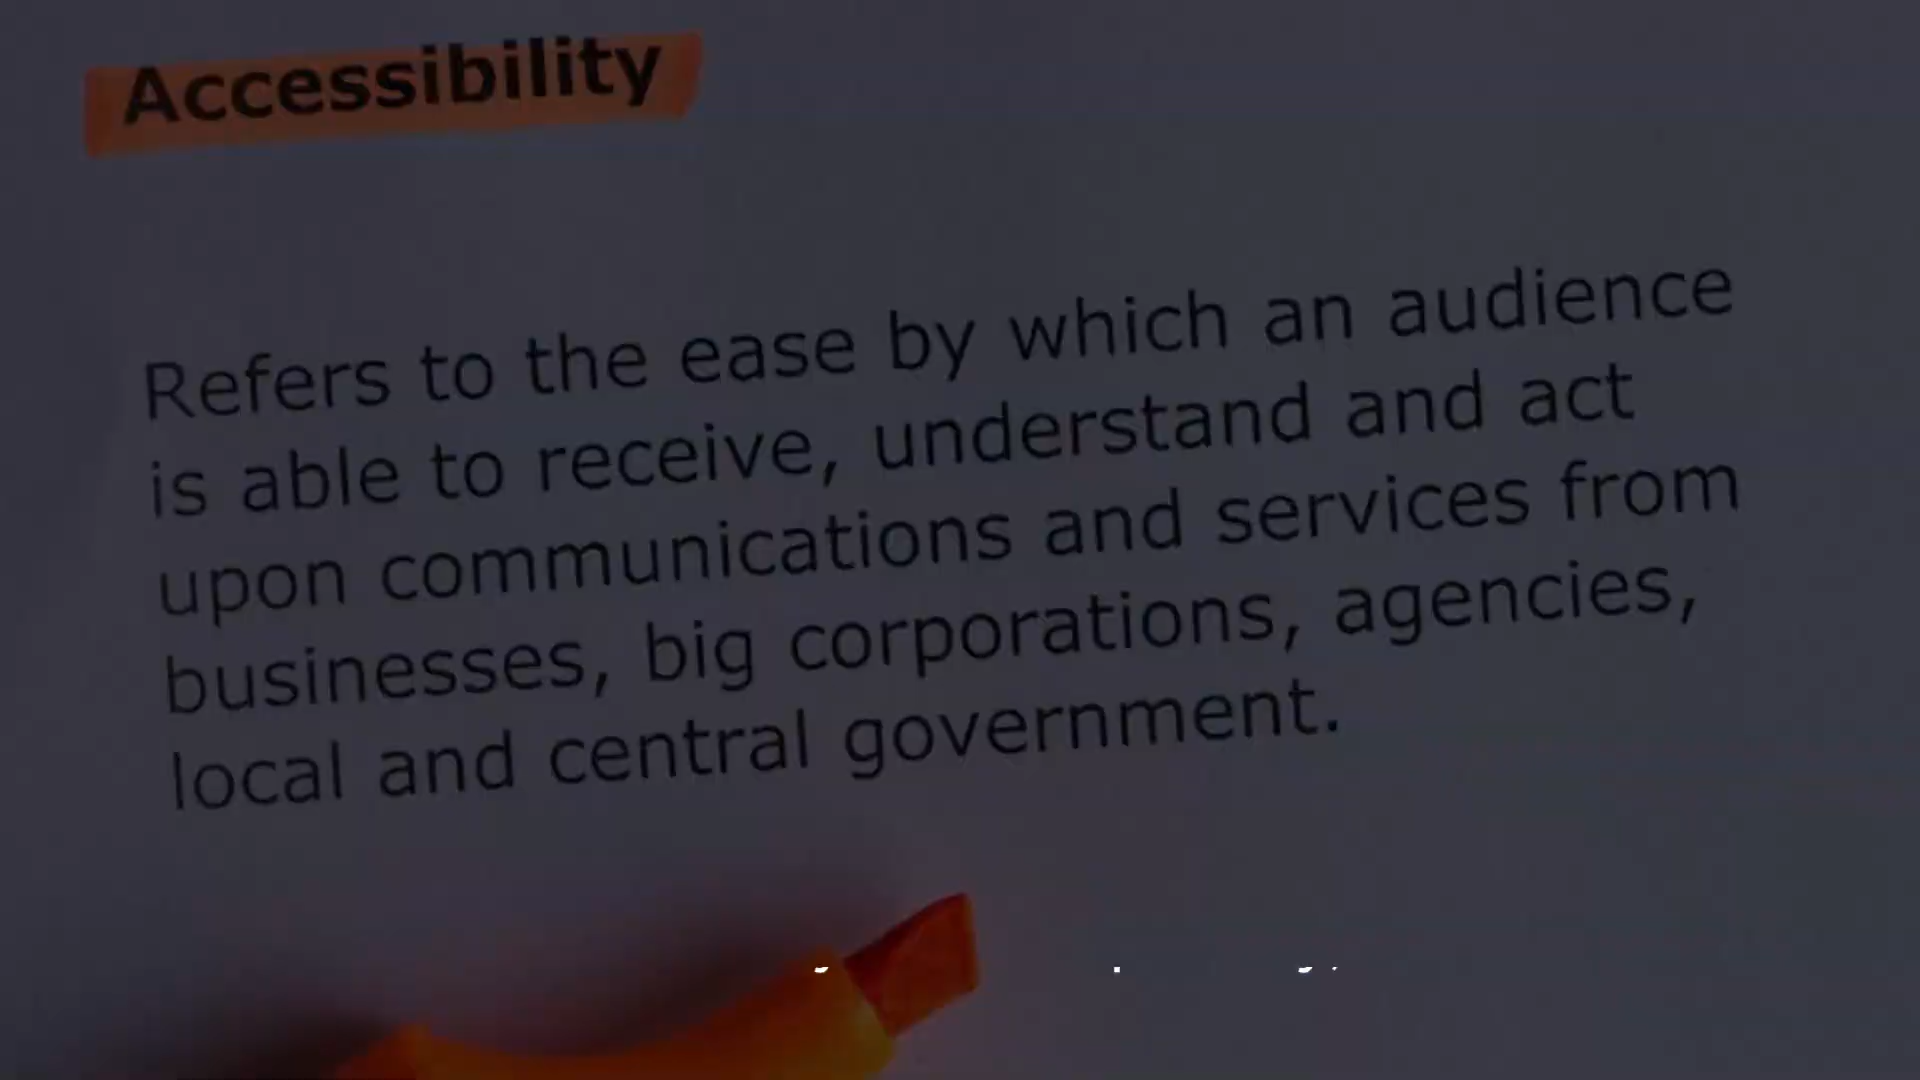 Accessibility
Refers to the ease by which an audience
is able to receive, understand and act
upon communications and services from
businesses, big corporations, agencies,
local and central government.